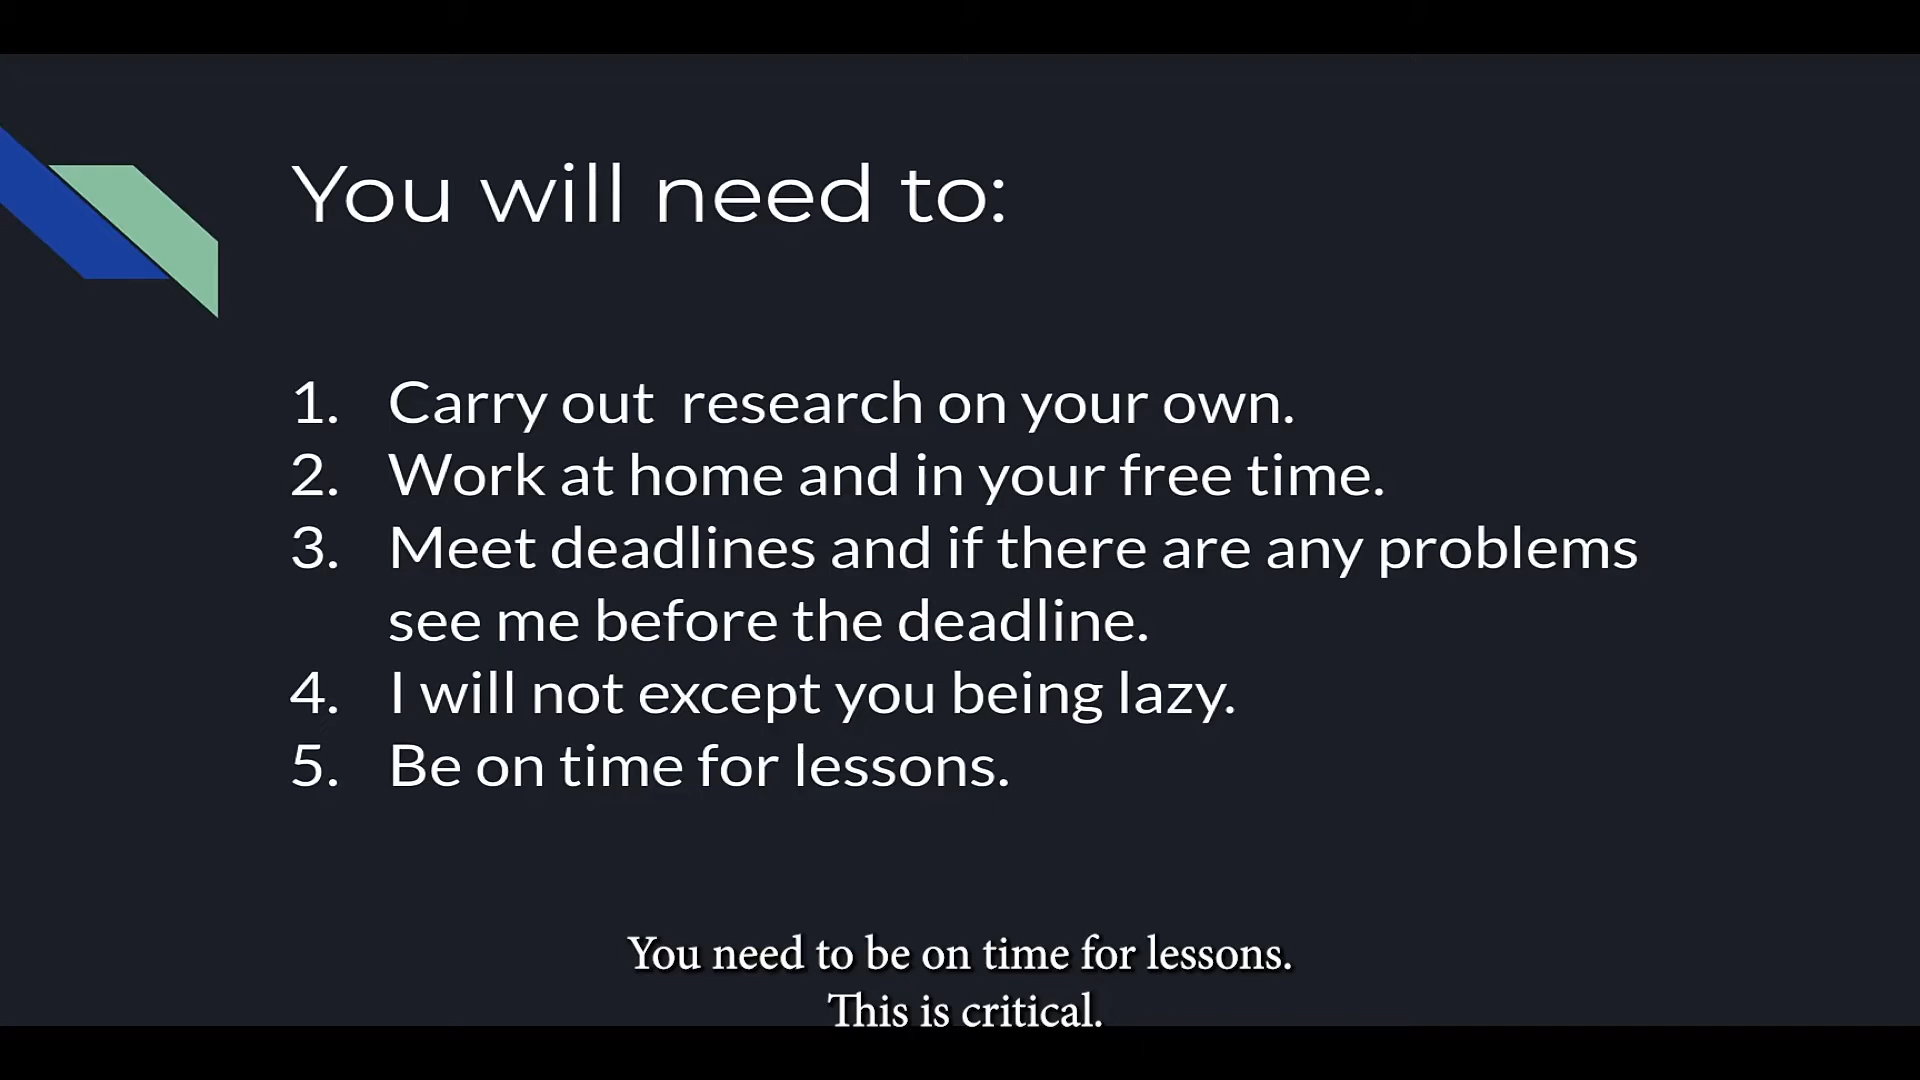 You will need to:
1. Carry out  research on your own.
2. Work at home and in your free time.
3. Meet deadlines and if there are any problems
see me before the deadline.
4. I will not except you being lazy.
5. Be on time for lessons.
You need to be on time for lessons.
This is critical.